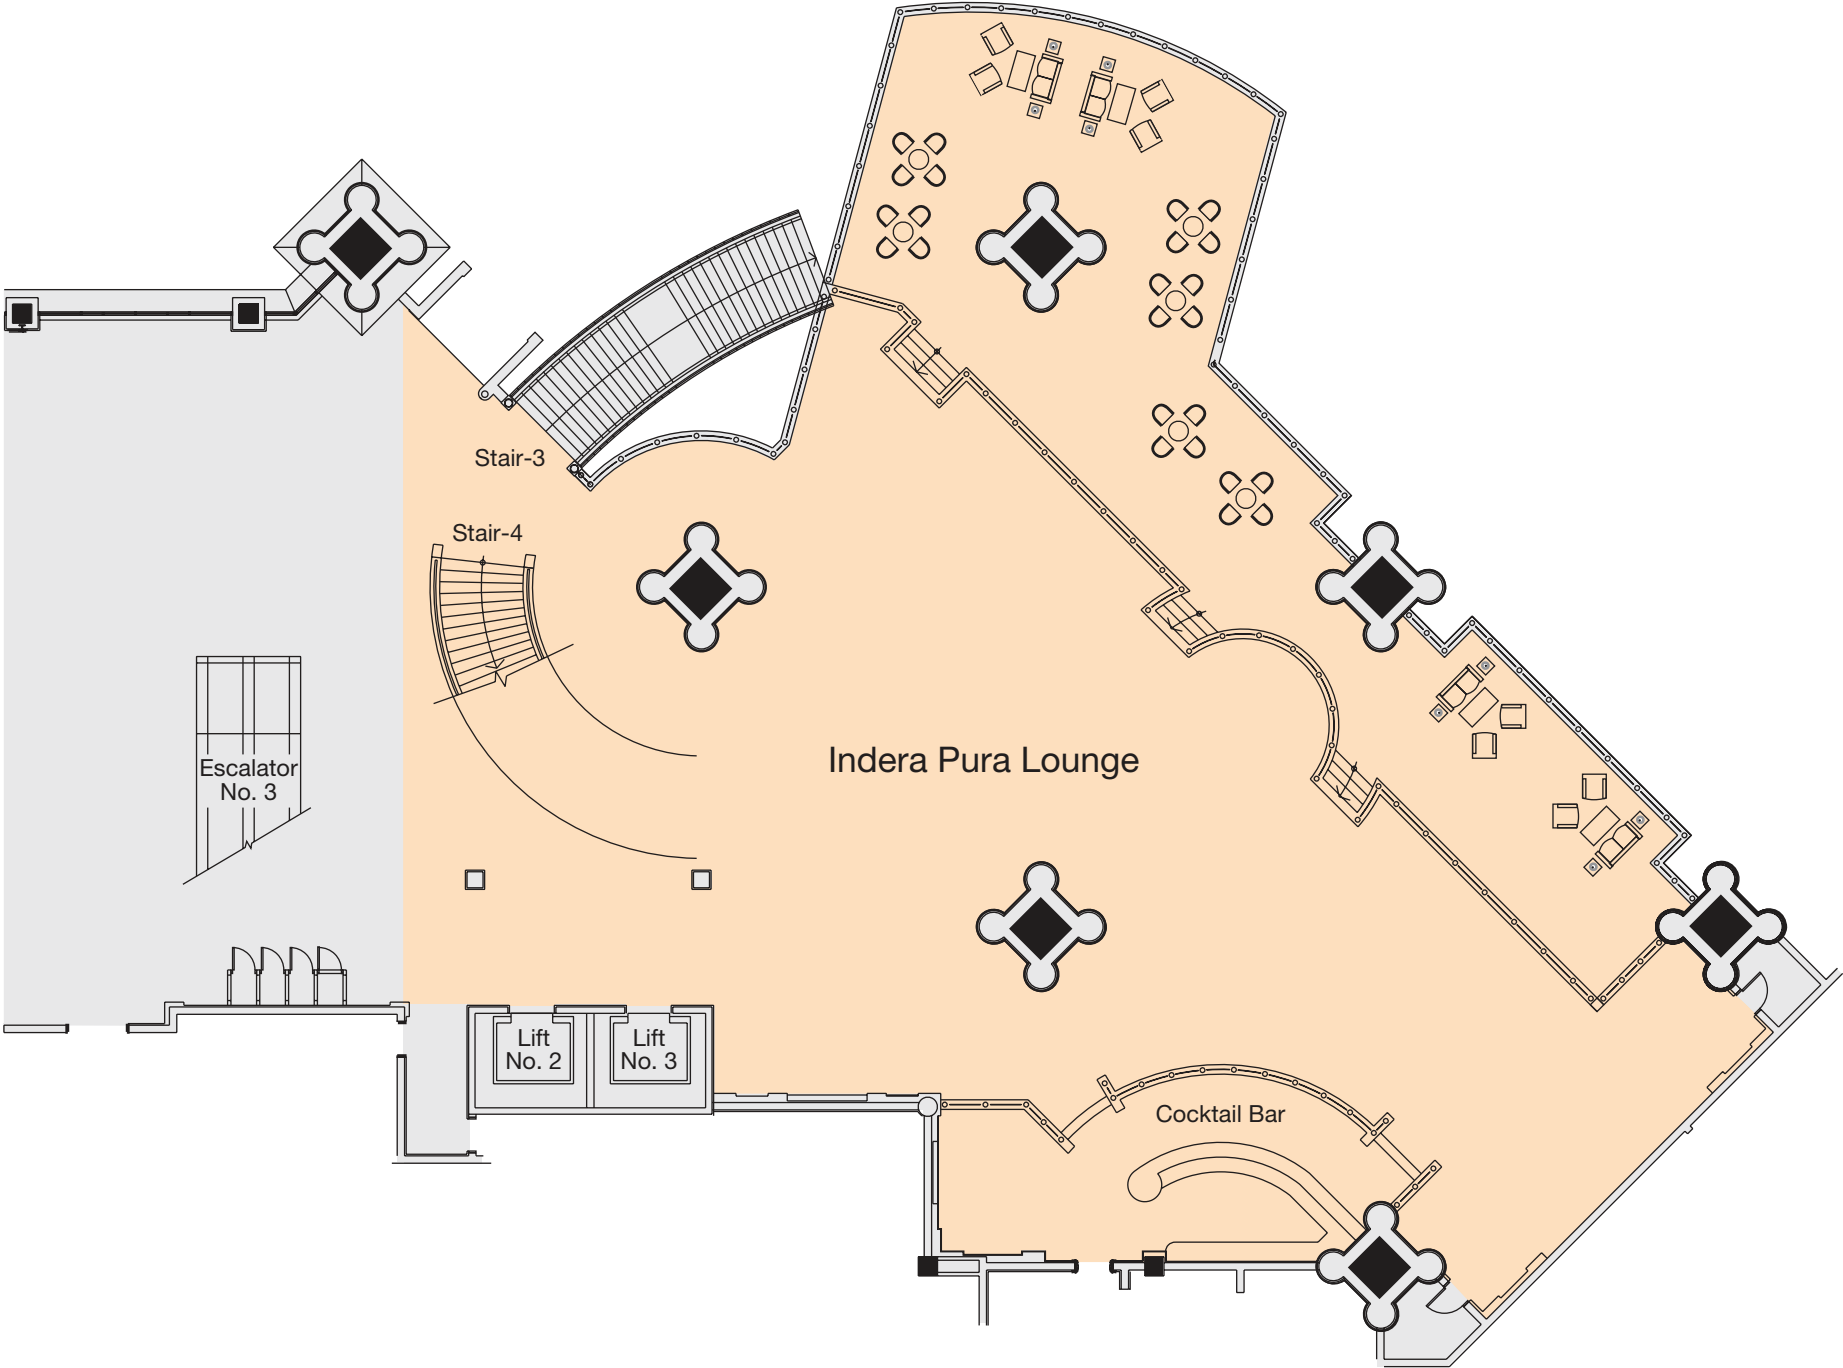 Stair-3
Stair-4
Indera Pura Lounge
Escalator
No. 3
Lift
No. 2
Lift
No. 3
Cocktail Bar